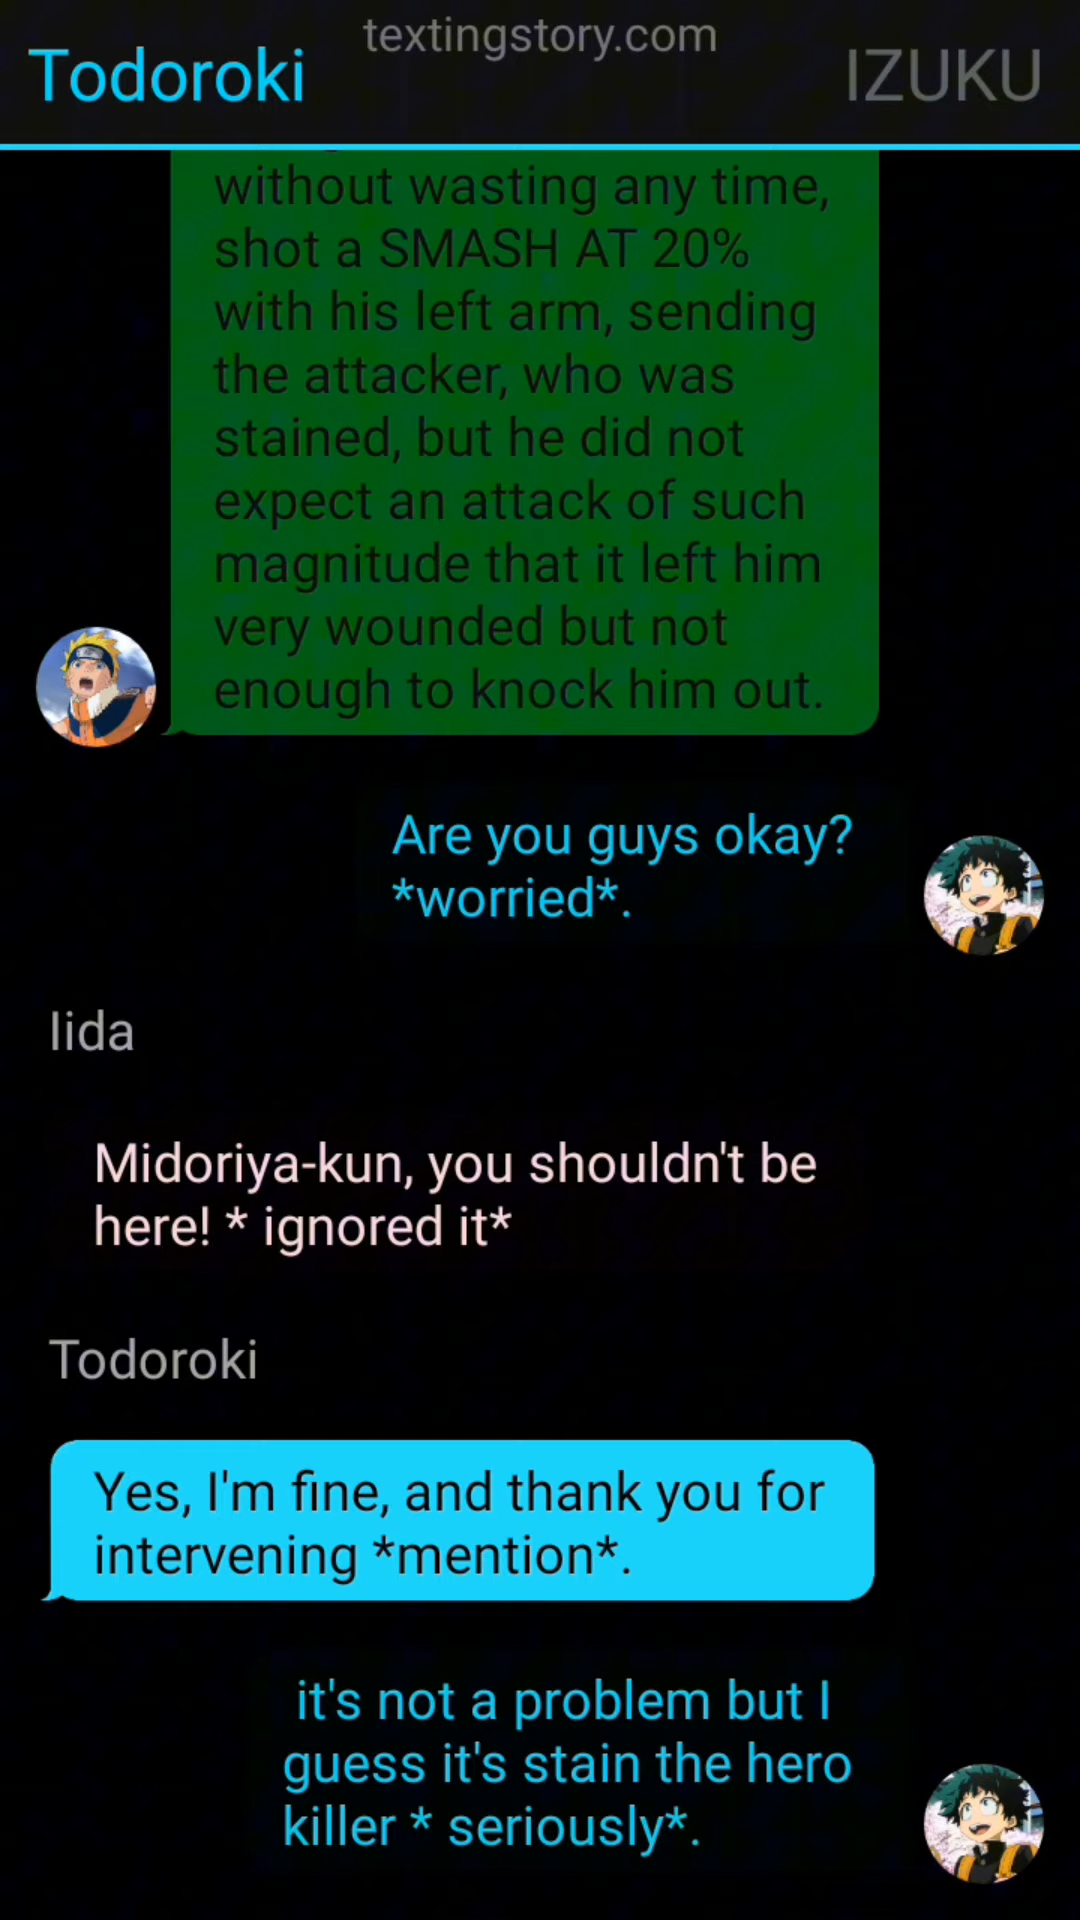 textingstory.com
Todoroki
IZUKU
without wasting any time,
shot a SMASH AT 20%
with his left arm, sending
the attacker, who was
stained, but he did not
expect an attack of such
magnitude that it left him
very wounded but not
enough to knock him out.
Are you guys okay?
*worried*.
Iida
Midoriya-kun, you shouldn't be
here! * ignored it*
Todoroki
Yes, I'm fine, and thank you for
intervening *mention*.
it's not a problem but I
guess it's stain the hero
killer * seriously*.